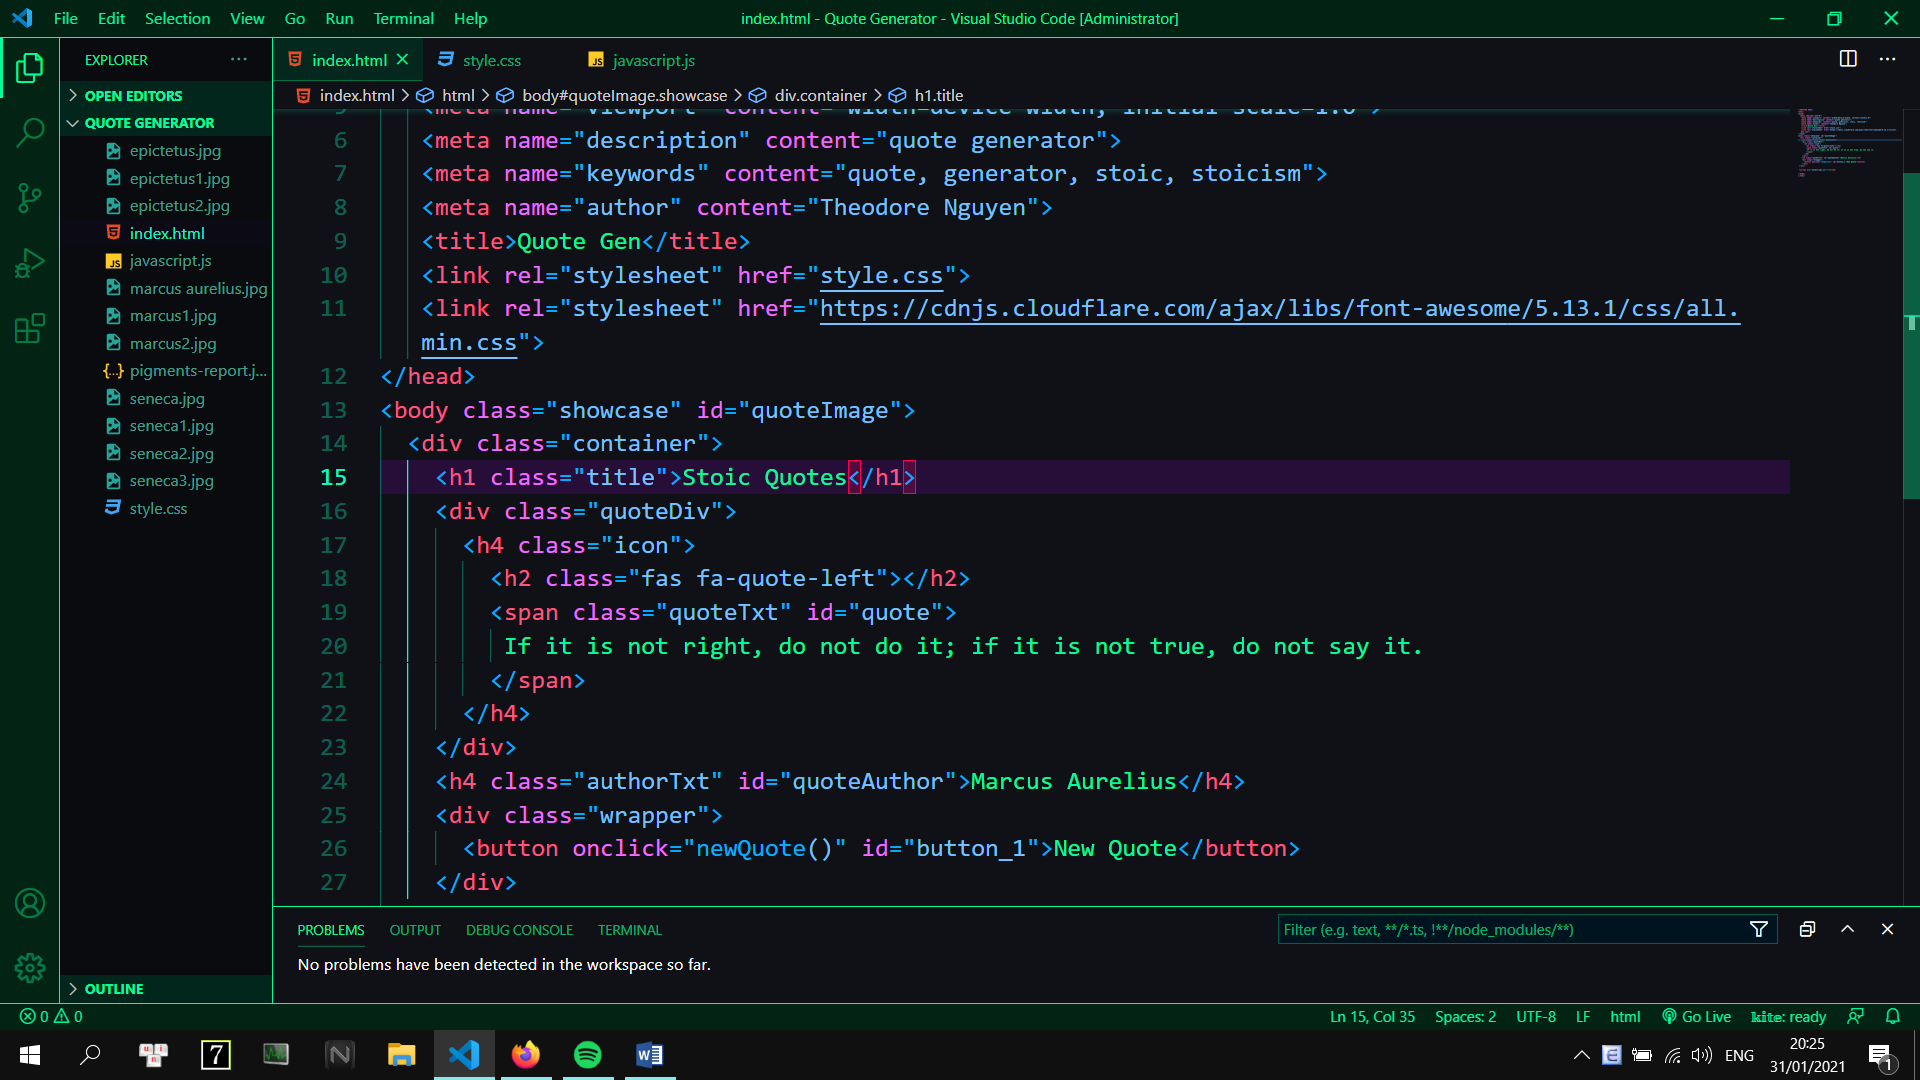 File Edit Selection View Go Run Terminal Help
index.html - Quote Generator - Visual Studio Code [Administrator]
EXPLORER
index.html
style.css
javascript.js
OPEN EDITORS
QUOTE GENERATOR
epictetus.jpg
epictetus1.jpg
epictetus2.jpg
index.html
javascript.js
marcus aurelius.jpg
marcus1.jpg
marcus2.jpg
pigments-report.j...
seneca.jpg
seneca1.jpg
seneca2.jpg
seneca3.jpg
style.css
OUTLINE
index.html > html > body#quoteImage.showcase > div.container > h1.title
5 <meta name="viewport" content="width=device-width, initial-scale=1.0">
6 <meta name="description" content="quote generator">
7 <meta name="keywords" content="quote, generator, stoic, stoicism">
8 <meta name="author" content="Theodore Nguyen">
9 <title>Quote Gen</title>
10 <link rel="stylesheet" href="style.css">
11 <link rel="stylesheet" href="https://cdnjs.cloudflare.com/ajax/libs/font-awesome/5.13.1/css/all.
min.css">
12 </head>
13 <body class="showcase" id="quoteImage">
14 <div class="container">
15 <h1 class="title">Stoic Quotes</h1>
16 <div class="quoteDiv">
17 <h4 class="icon">
18 <h2 class="fas fa-quote-left"></h2>
19 <span class="quoteTxt" id="quote">
20 If it is not right, do not do it; if it is not true, do not say it.
21 </span>
22 </h4>
23 </div>
24 <h4 class="authorTxt" id="quoteAuthor">Marcus Aurelius</h4>
25 <div class="wrapper">
26 <button onclick="newQuote()" id="button_1">New Quote</button>
27 </div>
PROBLEMS OUTPUT DEBUG CONSOLE TERMINAL
Filter (e.g. text, **/*.ts, !**/node_modules/**)
No problems have been detected in the workspace so far.
0 0
Ln 15, Col 35 Spaces: 2 UTF-8 LF html Go Live kite: ready
7
N
W
E
ENG
20:25
31/01/2021
1